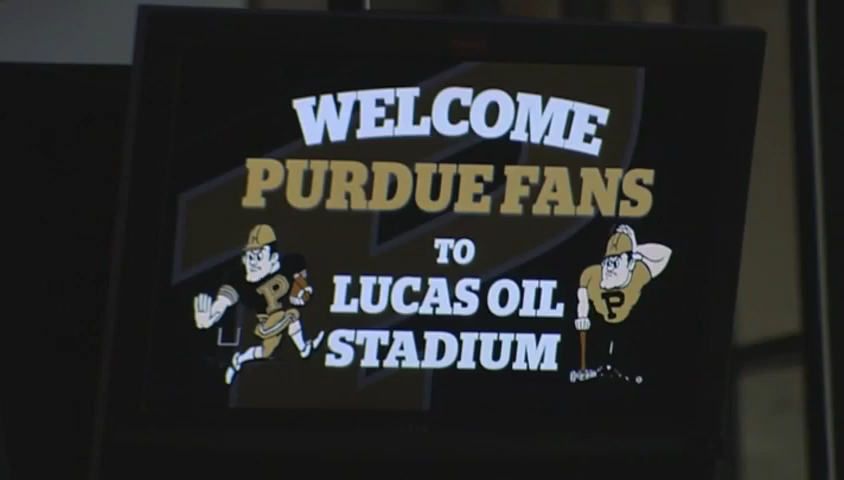 WELCOME
PURDUE FANS
TO
LUCAS OIL
STADIUM
P
P